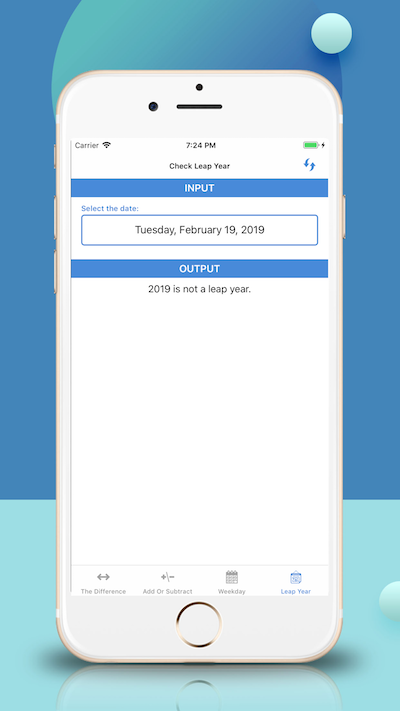 Carrier 7:24 PM
Check Leap Year
INPUT
Select the date:
Tuesday, February 19, 2019
OUTPUT
2019 is not a leap year.
The Difference Add Or Subtract Weekday Leap Year